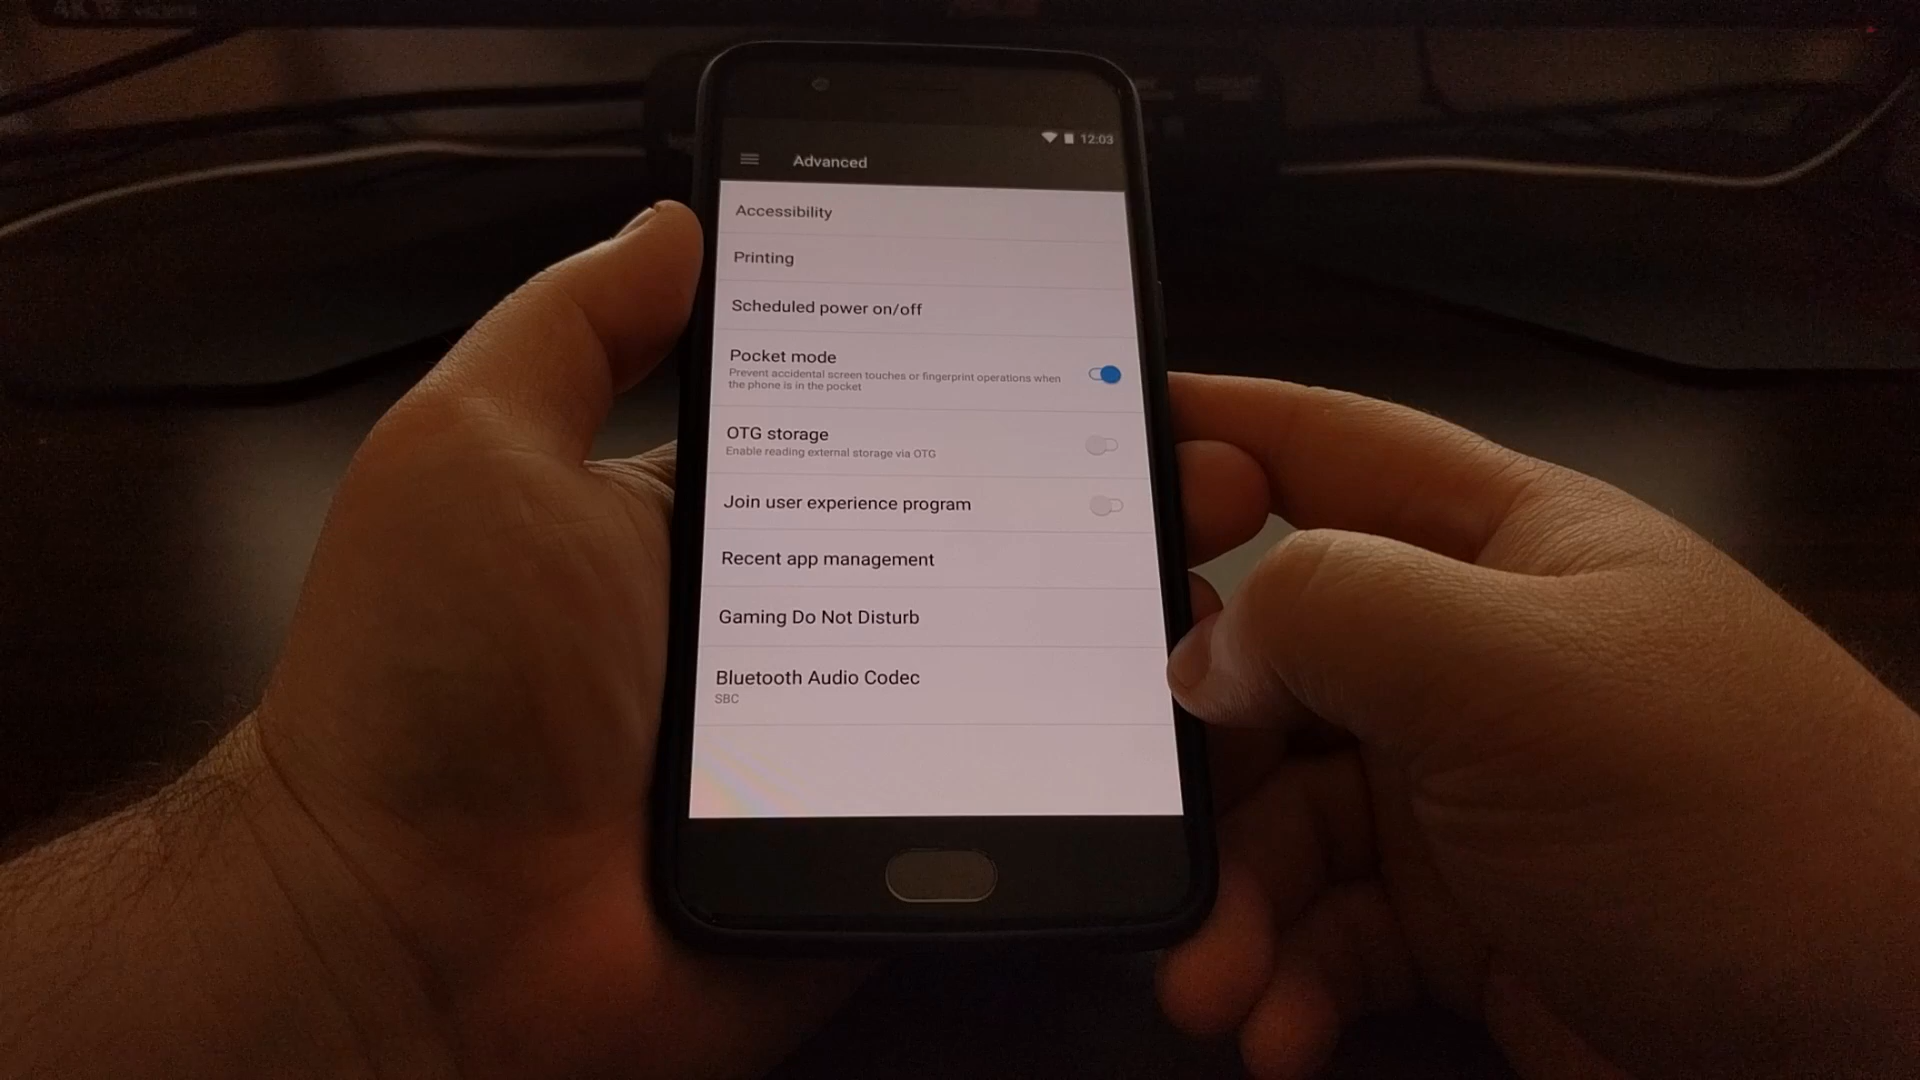 12:03
Advanced
Accessibility
Printing
Scheduled power on/off
Pocket mode
Prevent accidental screen touches or fingerprint operations when
the phone is in the pocket
OTG storage
Enable reading external storage via OTG
Join user experience program
Recent app management
Gaming Do Not Disturb
Bluetooth Audio Codec
SBC